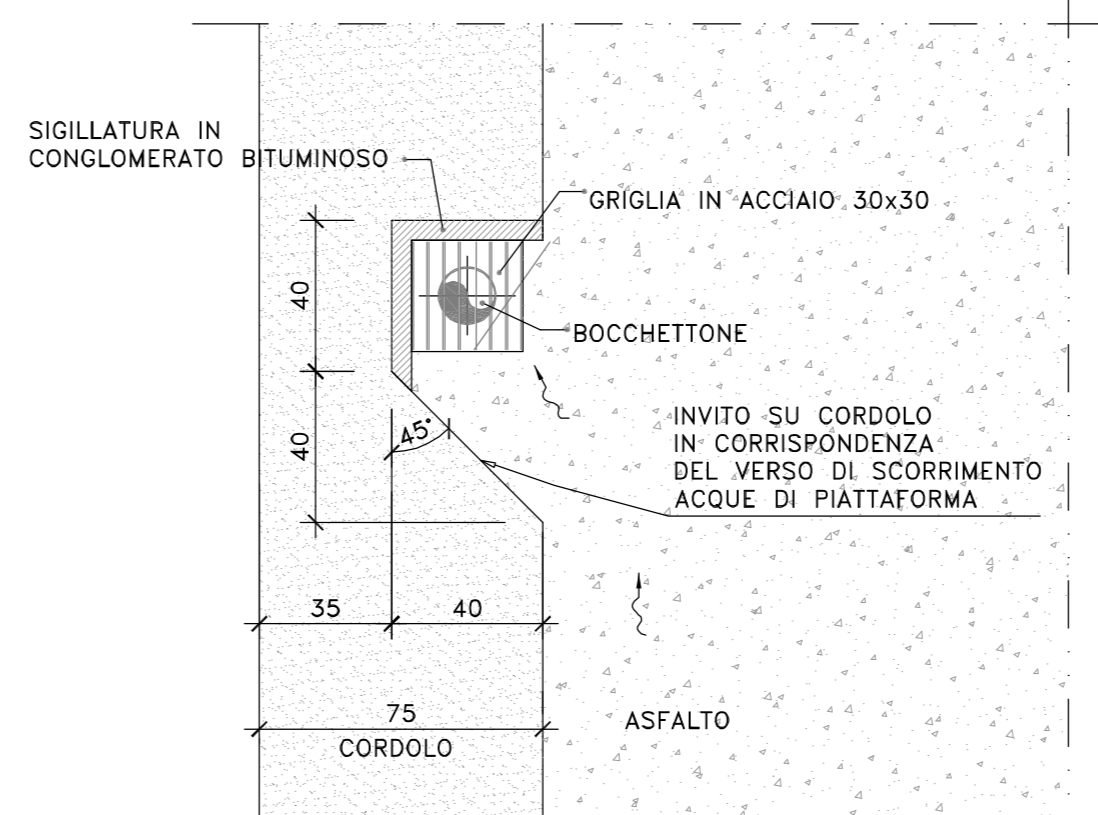 SIGILLATURA IN
CONGLOMERATO BITUMINOSO
GRIGLIA IN ACCIAIO 30x30
40
BOCCHETTONE
40
45°
INVITO SU CORDOLO
IN CORRISPONDENZA
DEL VERSO DI SCORRIMENTO
ACQUE DI PIATTAFORMA
35
40
75
CORDOLO
ASFALTO